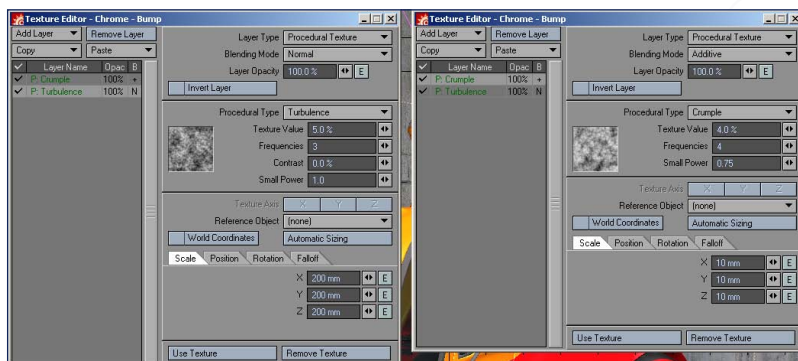 Texture Editor - Chrome - Bump
Add Layer Remove Layer
Copy Paste
Layer Name Opac B
P: Crumple 100% +
P: Turbulence 100% N
Layer Type Procedural Texture
Blending Mode Normal
Layer Opacity 100.0 % E
Invert Layer
Procedural Type Turbulence
Texture Value 5.0 %
Frequencies 3
Contrast 0.0 %
Small Power 1.0
Texture Axis X Y Z
Reference Object (none)
World Coordinates Automatic Sizing
Scale Position Rotation Falloff
X 200 mm E
Y 200 mm E
Z 200 mm E
Use Texture Remove Texture
Texture Editor - Chrome - Bump
Add Layer Remove Layer
Copy Paste
Layer Name Opac B
P: Crumple 100% +
P: Turbulence 100% N
Layer Type Procedural Texture
Blending Mode Additive
Layer Opacity 100.0 % E
Invert Layer
Procedural Type Crumple
Texture Value 4.0 %
Frequencies 4
Small Power 0.75
Texture Axis X Y Z
Reference Object (none)
World Coordinates Automatic Sizing
Scale Position Rotation Falloff
X 10 mm E
Y 10 mm E
Z 10 mm E
Use Texture Remove Texture